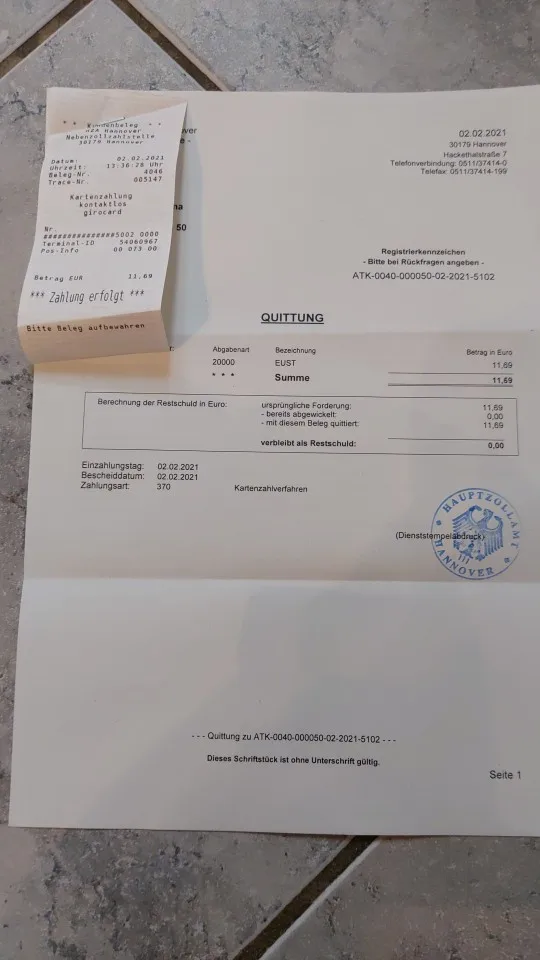 * * Kundenbeleg * *
HZA Hannover
Nebenzollzahlstelle
30179 Hannover
Datum: 02.02.2021
Uhrzeit: 13:36:28 Uhr
Beleg-Nr. 4046
Trace-Nr. 005147
Kartenzahlung
kontaktlos
girocard
Nr.
##############5002 0000
Terminal-ID 54060967
Pos-Info 00 073 00
Betrag EUR 11,69
*** Zahlung erfolgt ***
Bitte Beleg aufbewahren
50
02.02.2021
30179 Hannover
Hackethalstraße 7
Telefonverbindung: 0511/37414-0
Telefax: 0511/37414-199
Registrierkennzeichen
- Bitte bei Rückfragen angeben -
ATK-0040-000050-02-2021-5102
QUITTUNG
Abgabenart Bezeichnung Betrag in Euro
20000 EUST 11,69
* * * Summe 11,69
Berechnung der Restschuld in Euro: ursprüngliche Forderung: 11,69
- bereits abgewickelt: 0,00
- mit diesem Beleg quittiert: 11,69
verbleibt als Restschuld: 0,00
Einzahlungstag: 02.02.2021
Bescheiddatum: 02.02.2021
Zahlungsart: 370 Kartenzahlverfahren
(Dienststempelabdruck)
HAUPTZOLLAMT
HANNOVER
- - - Quittung zu ATK-0040-000050-02-2021-5102 - - -
Dieses Schriftstück ist ohne Unterschrift gültig.
Seite 1